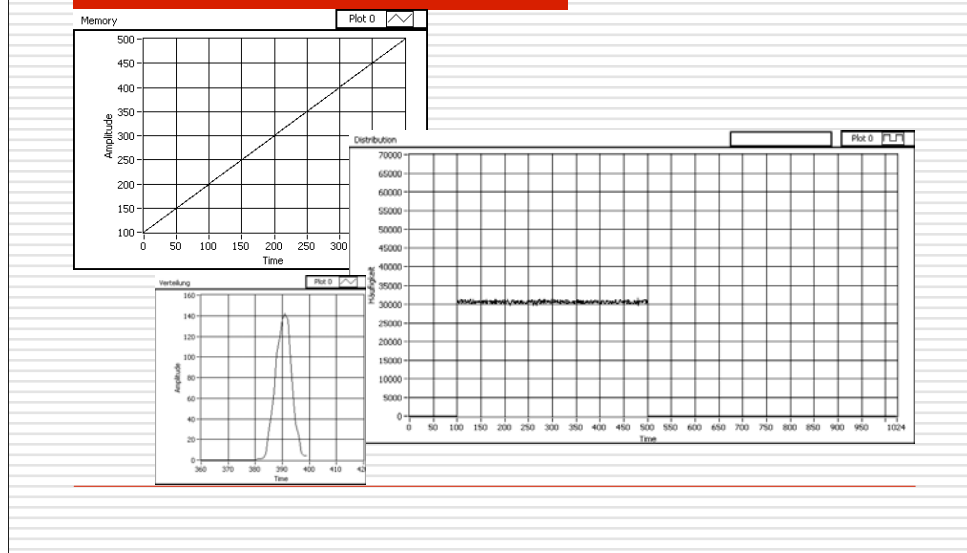 Memory
Plot 0
500
450
400
350
300
250
200
150
100
Amplitude
0 50 100 150 200 250 300
Time
Distribution
Plot 0
70000
65000
60000
55000
50000
45000
40000
35000
30000
25000
20000
15000
10000
5000
0
Häufigkeit
0 50 100 150 200 250 300 350 400 450 500 550 600 650 700 750 800 850 900 950 1024
Time
Verteilung
Plot 0
160
140
120
100
80
60
40
20
0
Amplitude
360 370 380 390 400 410 42
Time